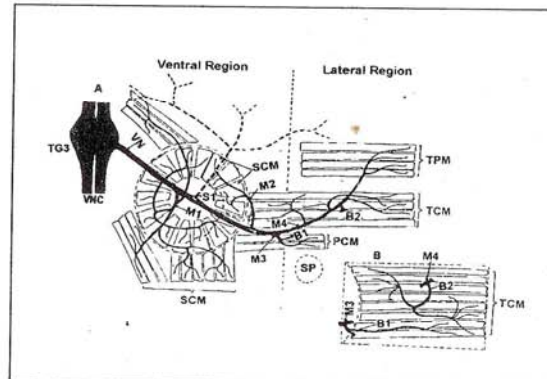 Ventral Region
Lateral Region
A
VN
TG3
VNC
SCM
M2
S1
M1
M4
B1
B2
M3
PCM
SP
TPM
TCM
SCM
B
M4
B2
M3
B1
TCM